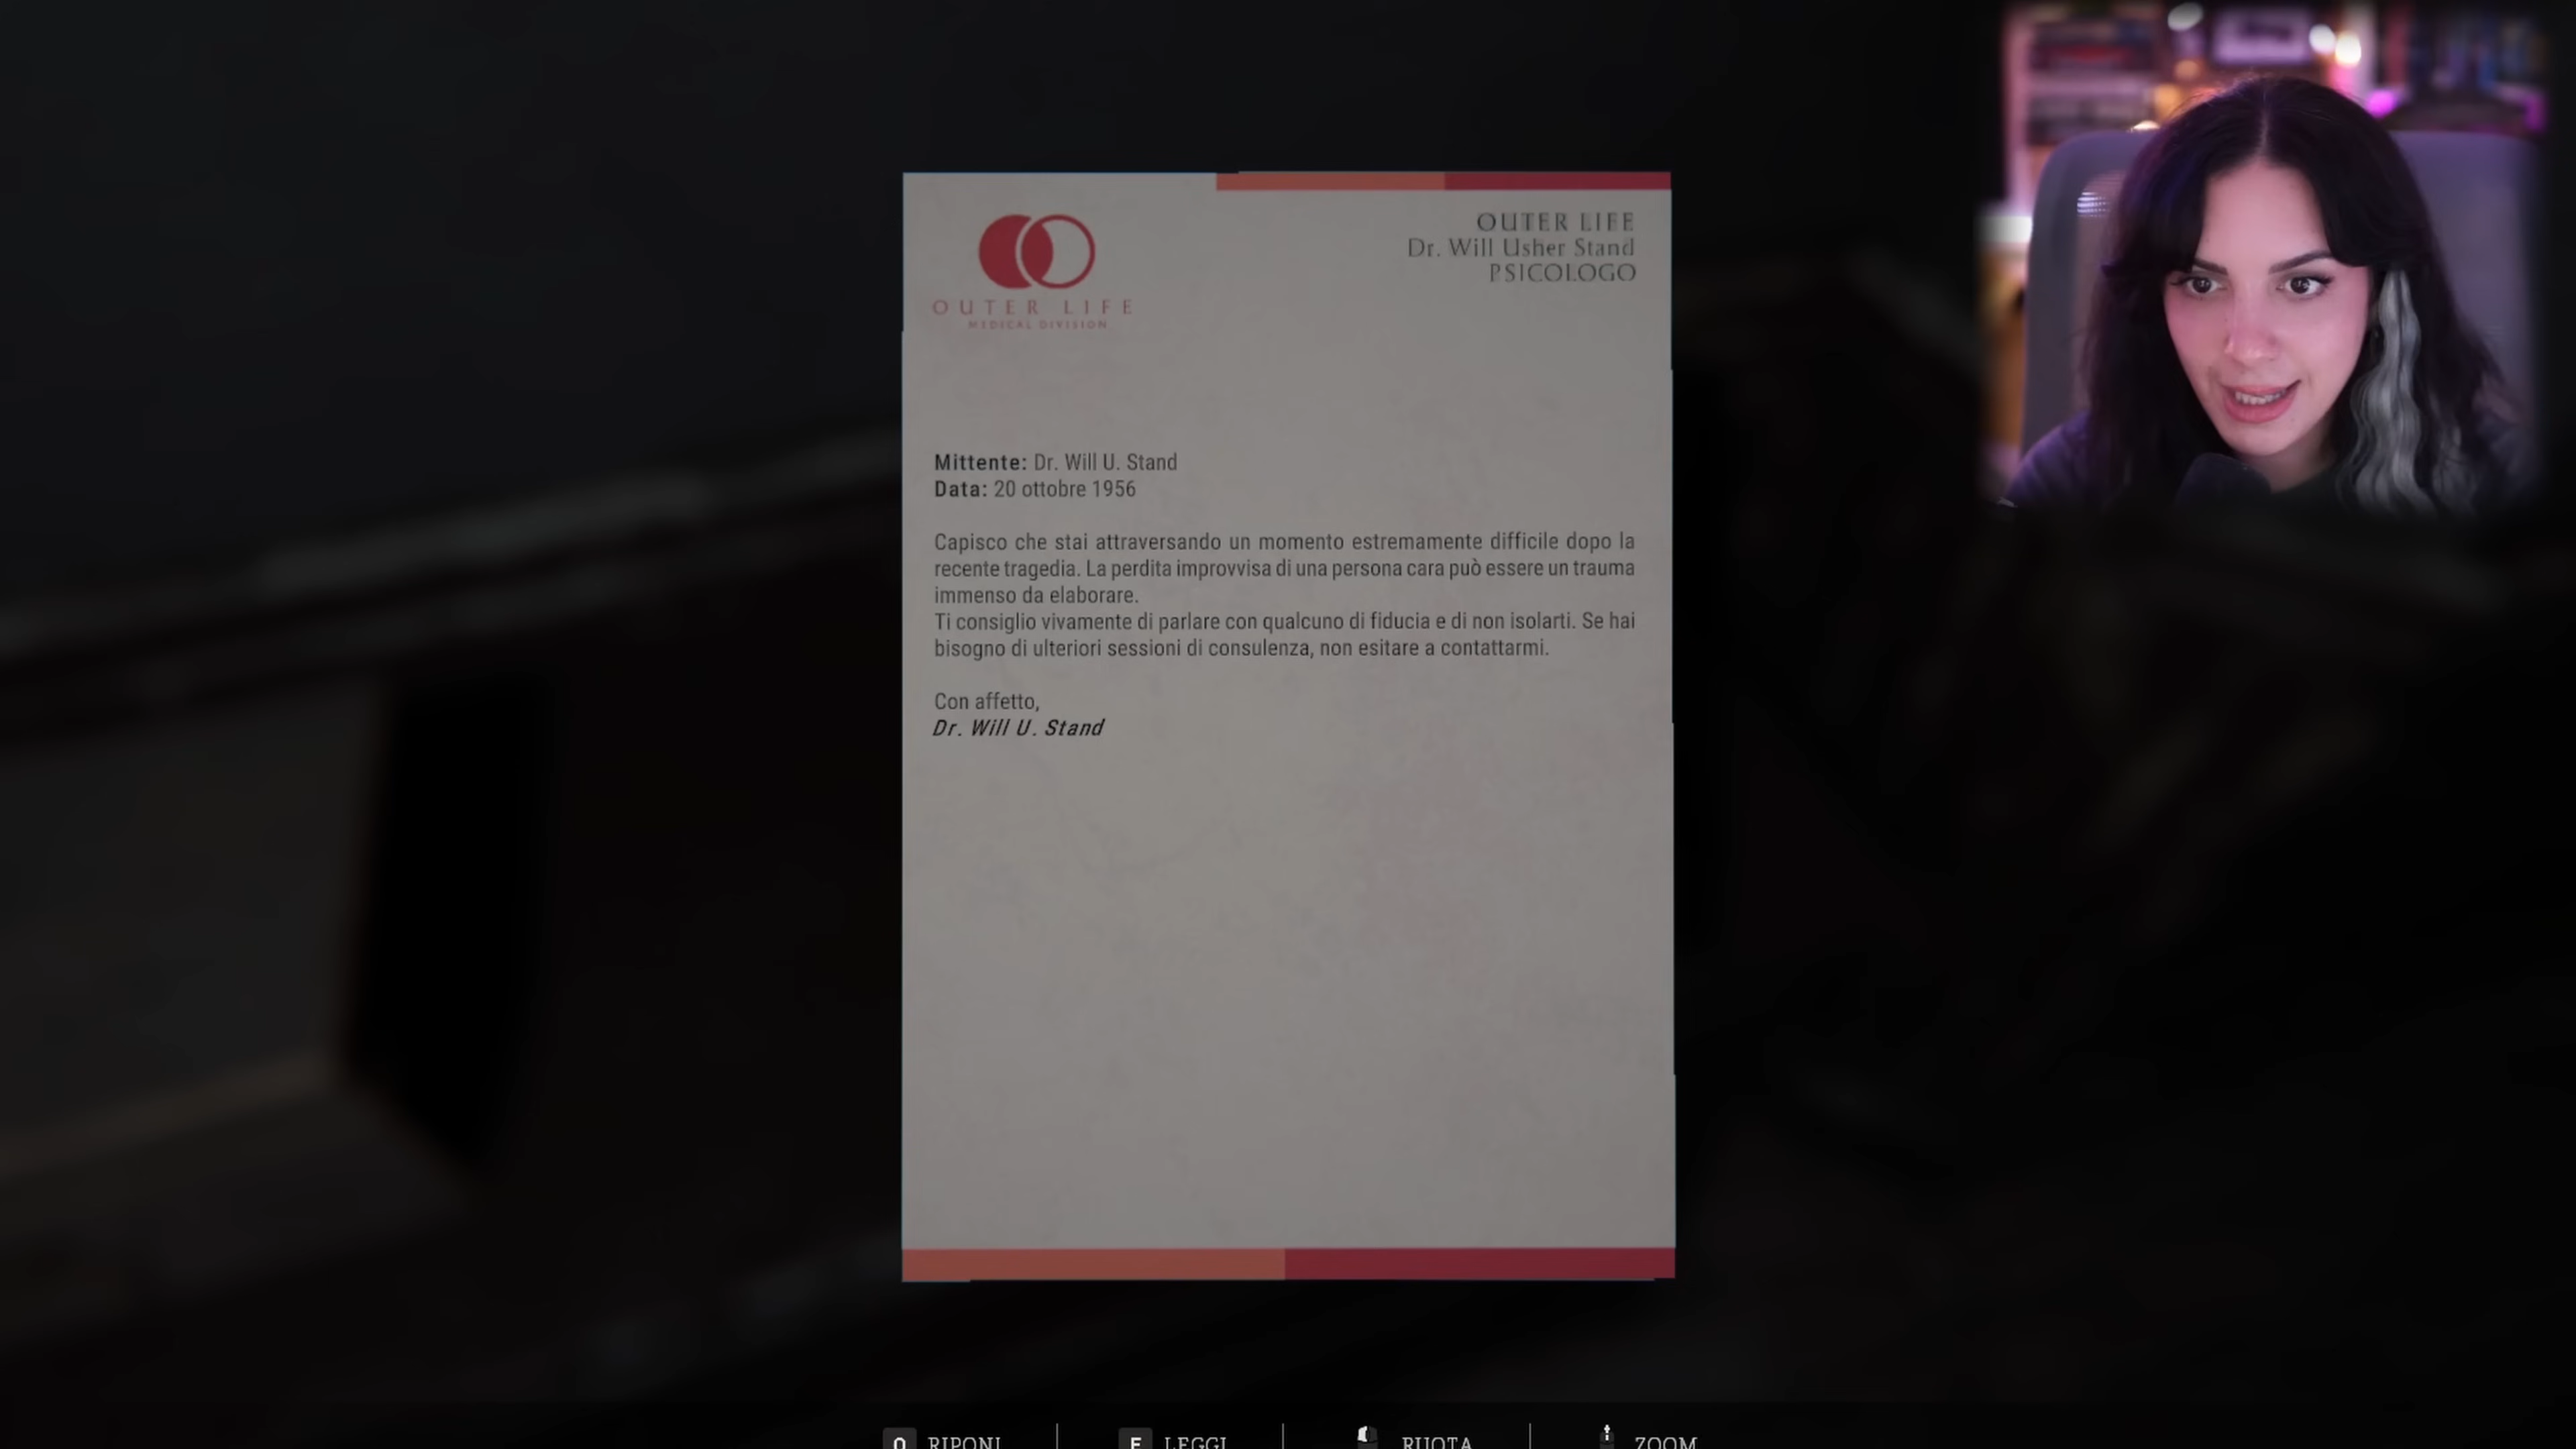 OUTER LIFE
MEDICAL DIVISION
OUTER LIFE
Dr. Will Usher Stand
PSICOLOGO
Mittente: Dr. Will U. Stand
Data: 20 ottobre 1956
Capisco che stai attraversando un momento estremamente difficile dopo la
recente tragedia. La perdita improvvisa di una persona cara può essere un trauma
immenso da elaborare.
Ti consiglio vivamente di parlare con qualcuno di fiducia e di non isolarti. Se hai
bisogno di ulteriori sessioni di consulenza, non esitare a contattarmi.
Con affetto,
Dr. Will U. Stand
RIPONI LEGGI RUOTA ZOOM